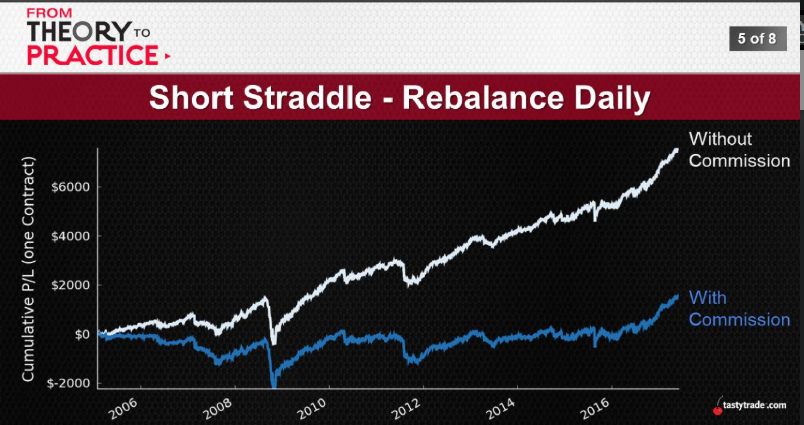 FROM
THEORY TO
PRACTICE
5 of 8
Short Straddle - Rebalance Daily
Without
Commission
Cumulative P/L (one Contract)
$6000
$4000
$2000
$0
$-2000
With
Commission
2006
2008
2010
2012
2014
2016
tastytrade.com